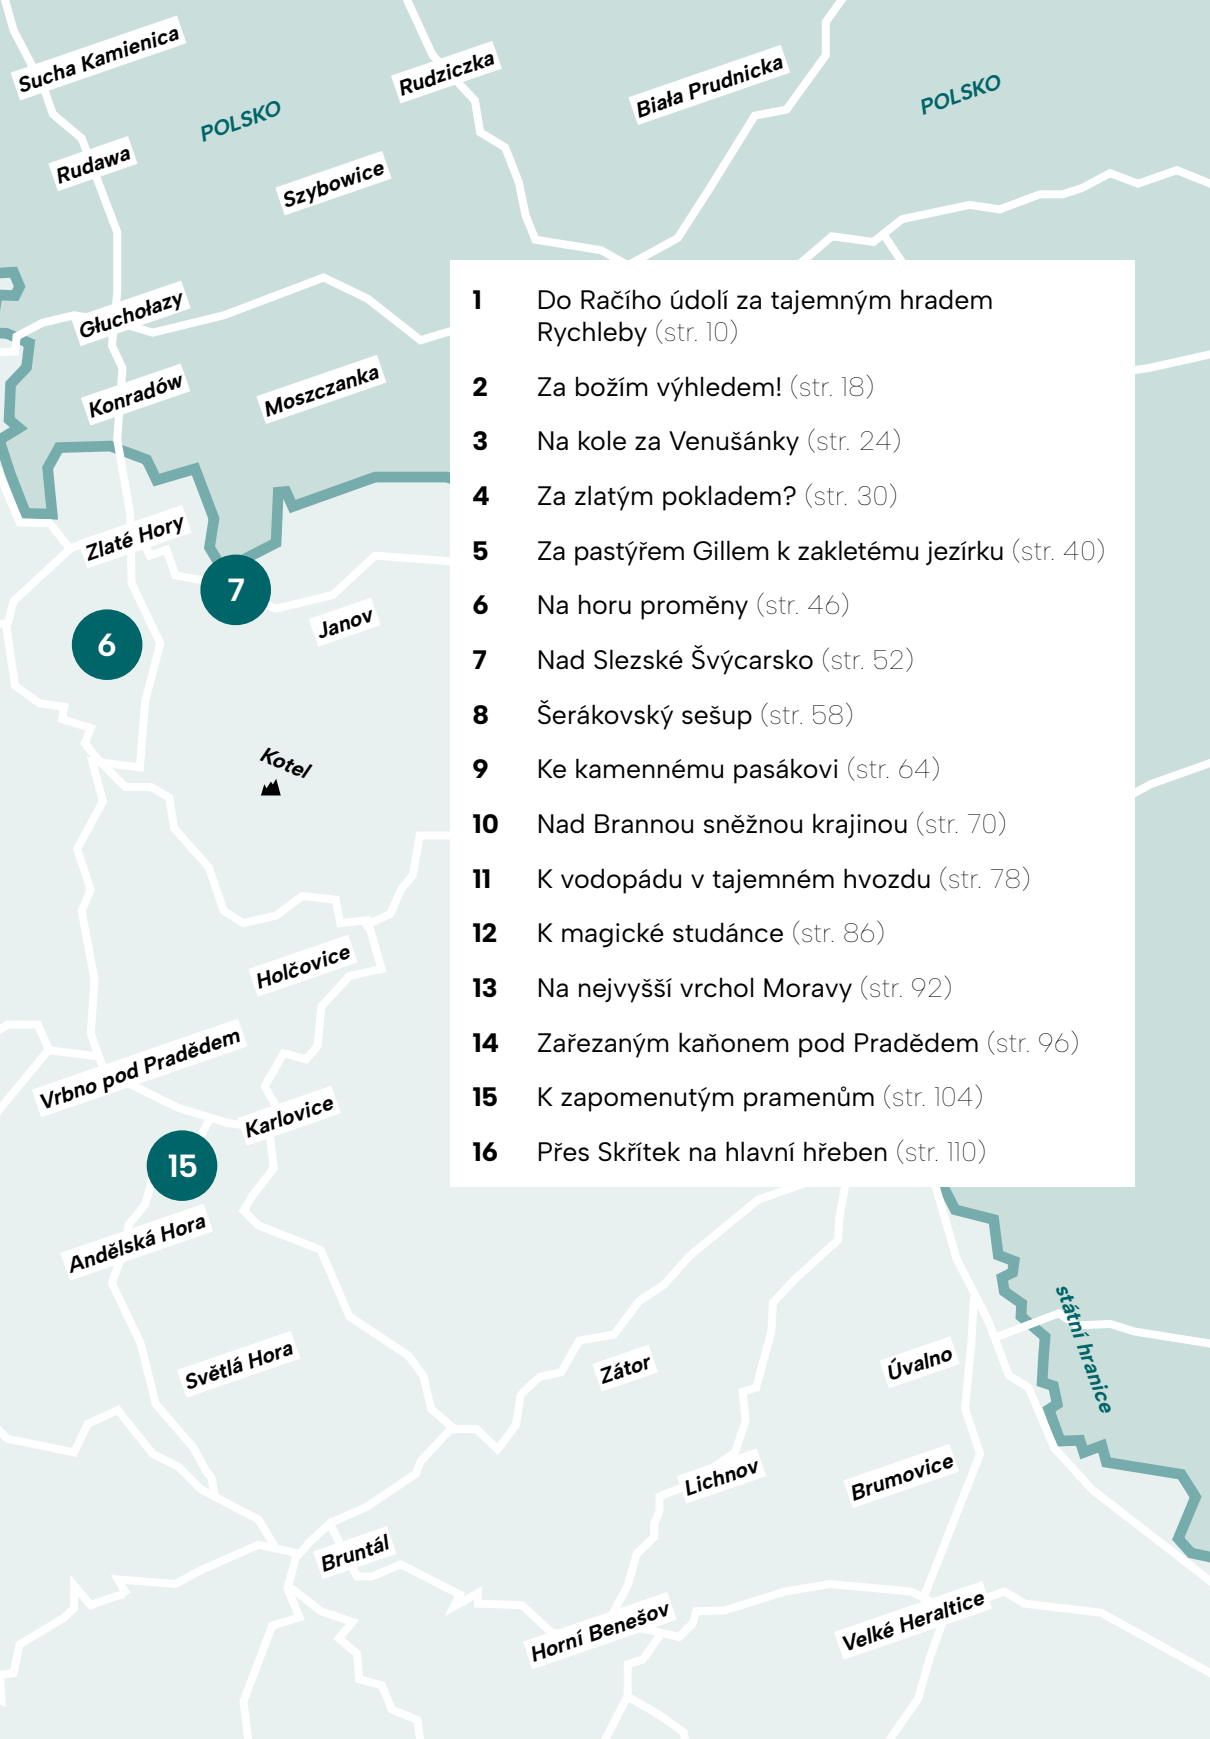 Sucha Kamienica
Rudziczka
Biała Prudnicka
POLSKO
POLSKO
Rudawa
Szybowice
Głuchołazy
Konradów
Moszczanka
Zlaté Hory
7
6
Janov
Kotel
Holčovice
Vrbno pod Pradědem
Karlovice
15
Andělská Hora
Světlá Hora
Zátor
Úvalno
státní hranice
Lichnov
Brumovice
Bruntál
Horní Benešov
Velké Heraltice
1 Do Račího údolí za tajemným hradem
Rychleby (str. 10)
2 Za božím výhledem! (str. 18)
3 Na kole za Venušánky (str. 24)
4 Za zlatým pokladem? (str. 30)
5 Za pastýřem Gillem k zakletému jezírku (str. 40)
6 Na horu proměny (str. 46)
7 Nad Slezské Švýcarsko (str. 52)
8 Šerákovský sešup (str. 58)
9 Ke kamennému pasákovi (str. 64)
10 Nad Brannou sněžnou krajinou (str. 70)
11 K vodopádu v tajemném hvozdu (str. 78)
12 K magické studánce (str. 86)
13 Na nejvyšší vrchol Moravy (str. 92)
14 Zařezaným kaňonem pod Pradědem (str. 96)
15 K zapomenutým pramenům (str. 104)
16 Přes Skřítek na hlavní hřeben (str. 110)